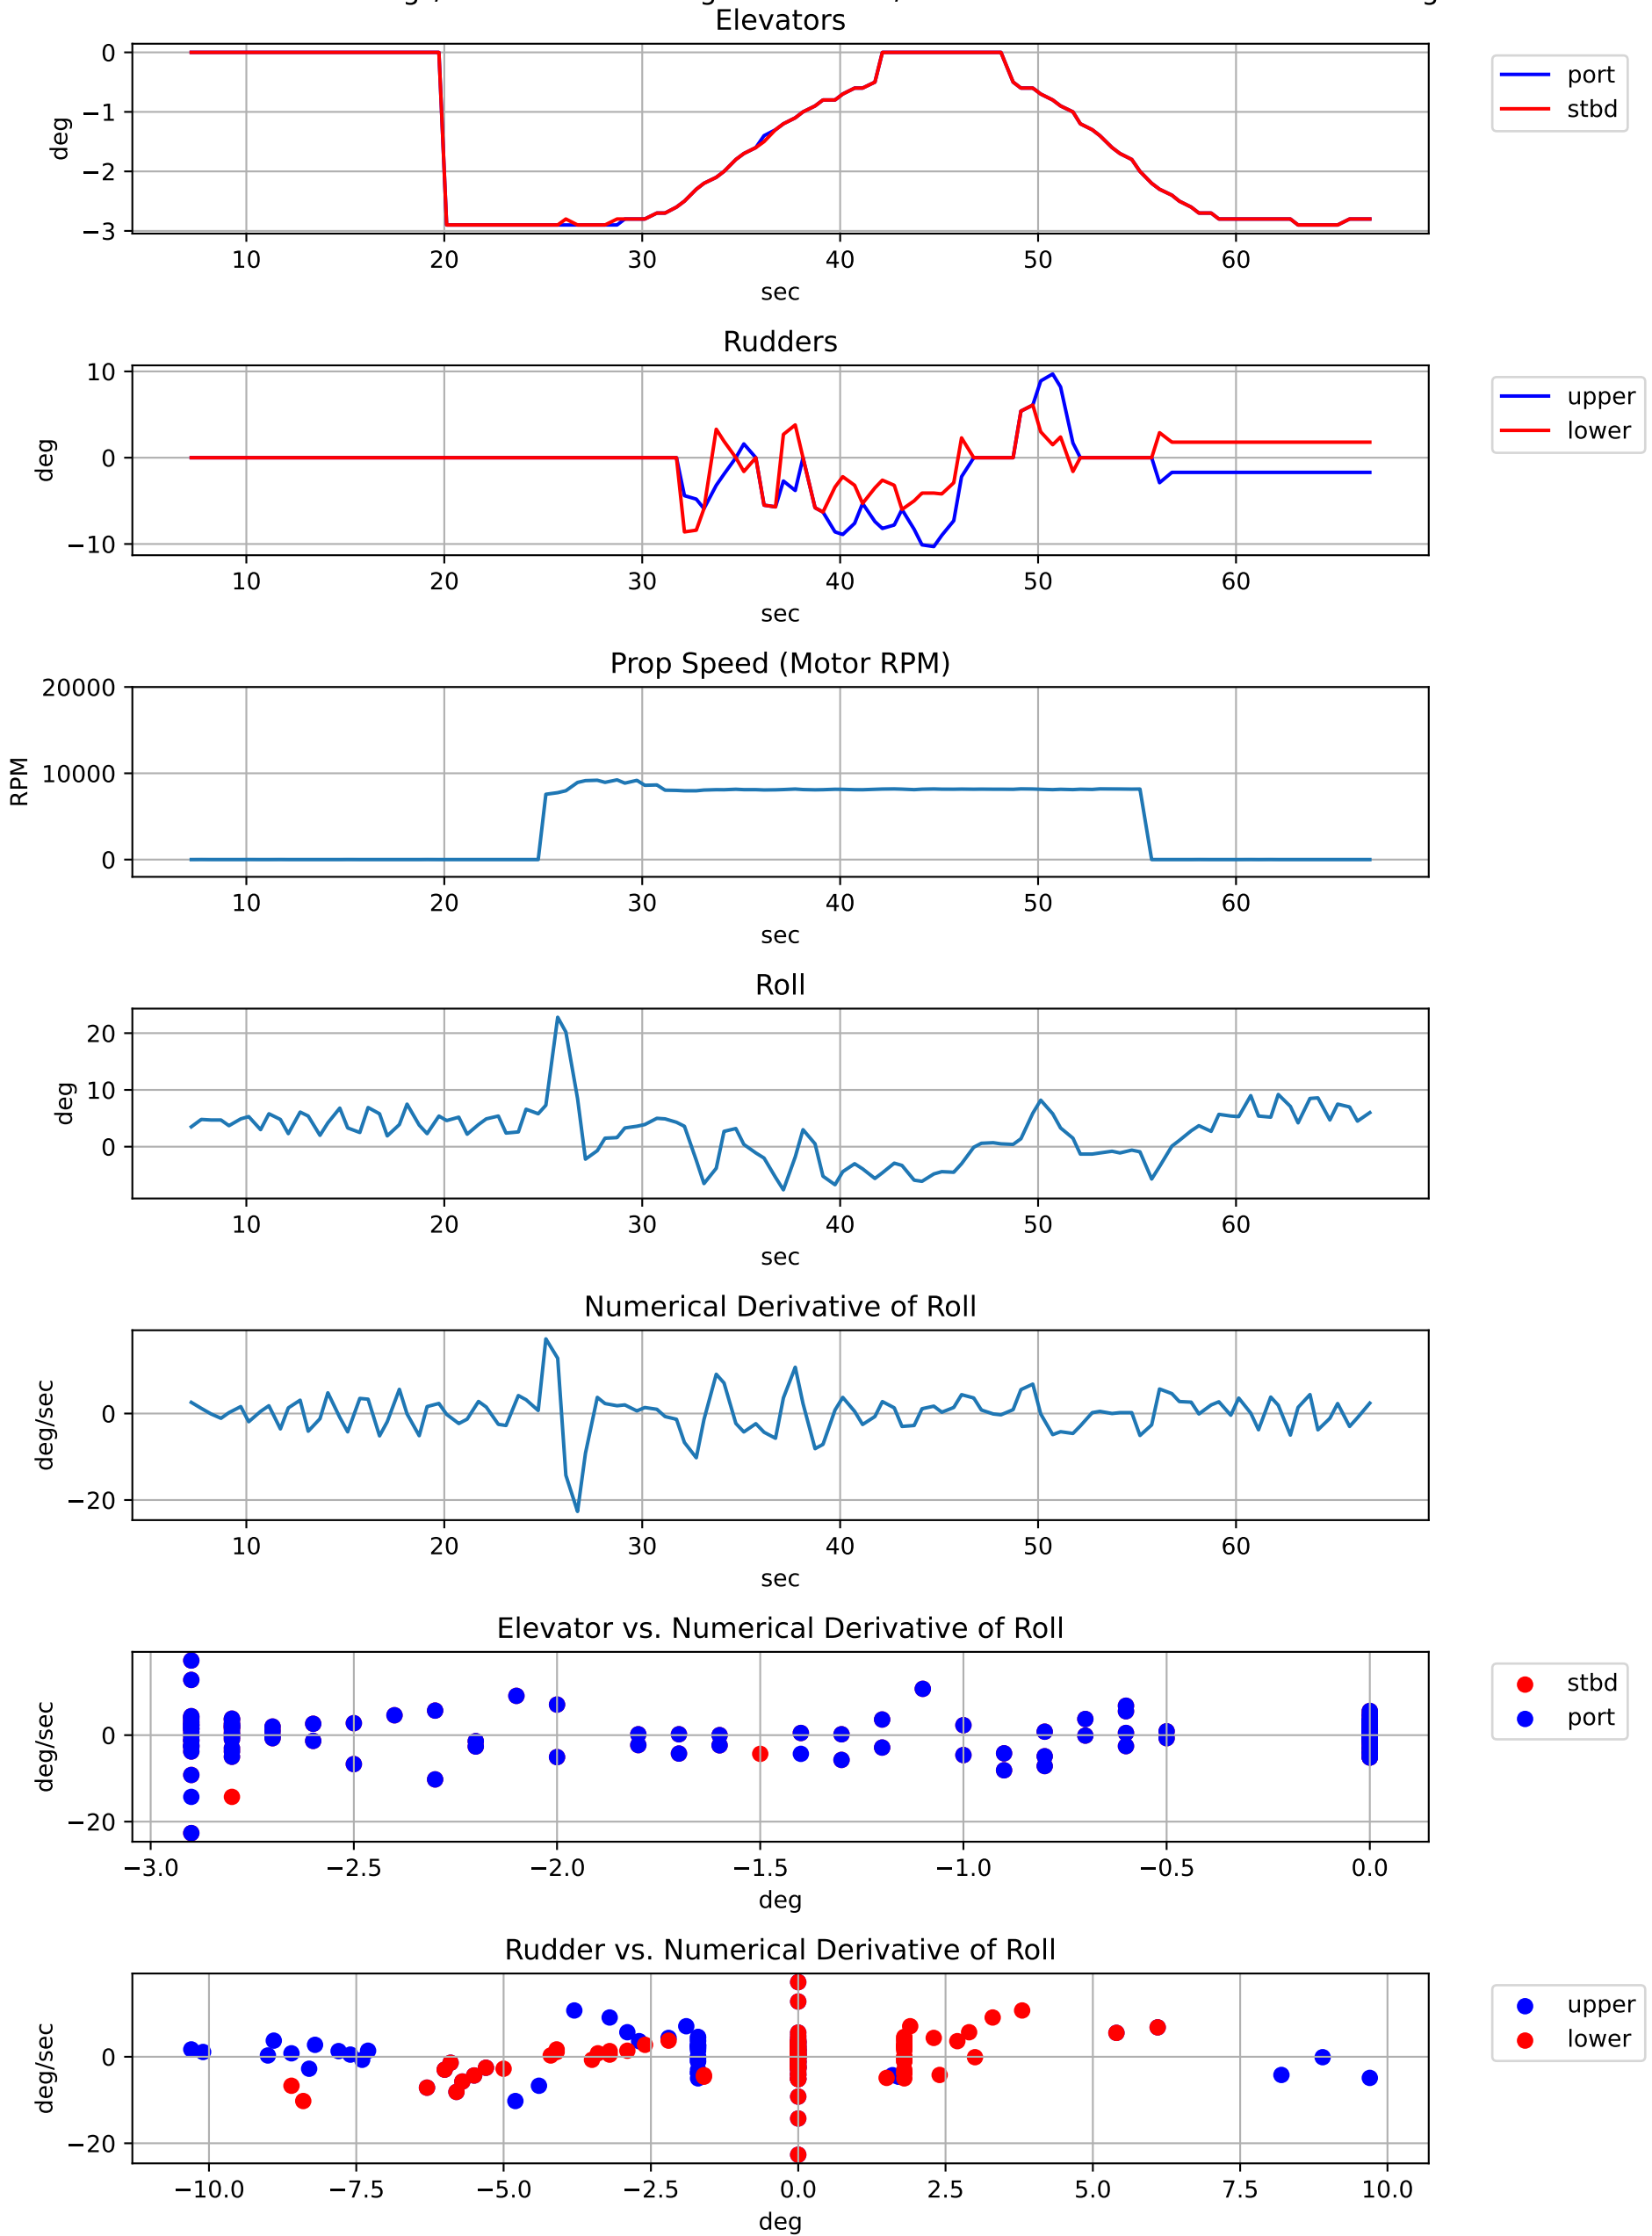 Elevators
0
−1
−2
−3
deg
10 20 30 40 50 60
sec
port
stbd
Rudders
10
0
−10
deg
10 20 30 40 50 60
sec
upper
lower
Prop Speed (Motor RPM)
20000
10000
0
RPM
10 20 30 40 50 60
sec
Roll
20
10
0
deg
10 20 30 40 50 60
sec
Numerical Derivative of Roll
0
−20
deg/sec
10 20 30 40 50 60
sec
Elevator vs. Numerical Derivative of Roll
0
−20
deg/sec
−3.0 −2.5 −2.0 −1.5 −1.0 −0.5 0.0
deg
stbd
port
Rudder vs. Numerical Derivative of Roll
0
−20
deg/sec
−10.0 −7.5 −5.0 −2.5 0.0 2.5 5.0 7.5 10.0
deg
upper
lower